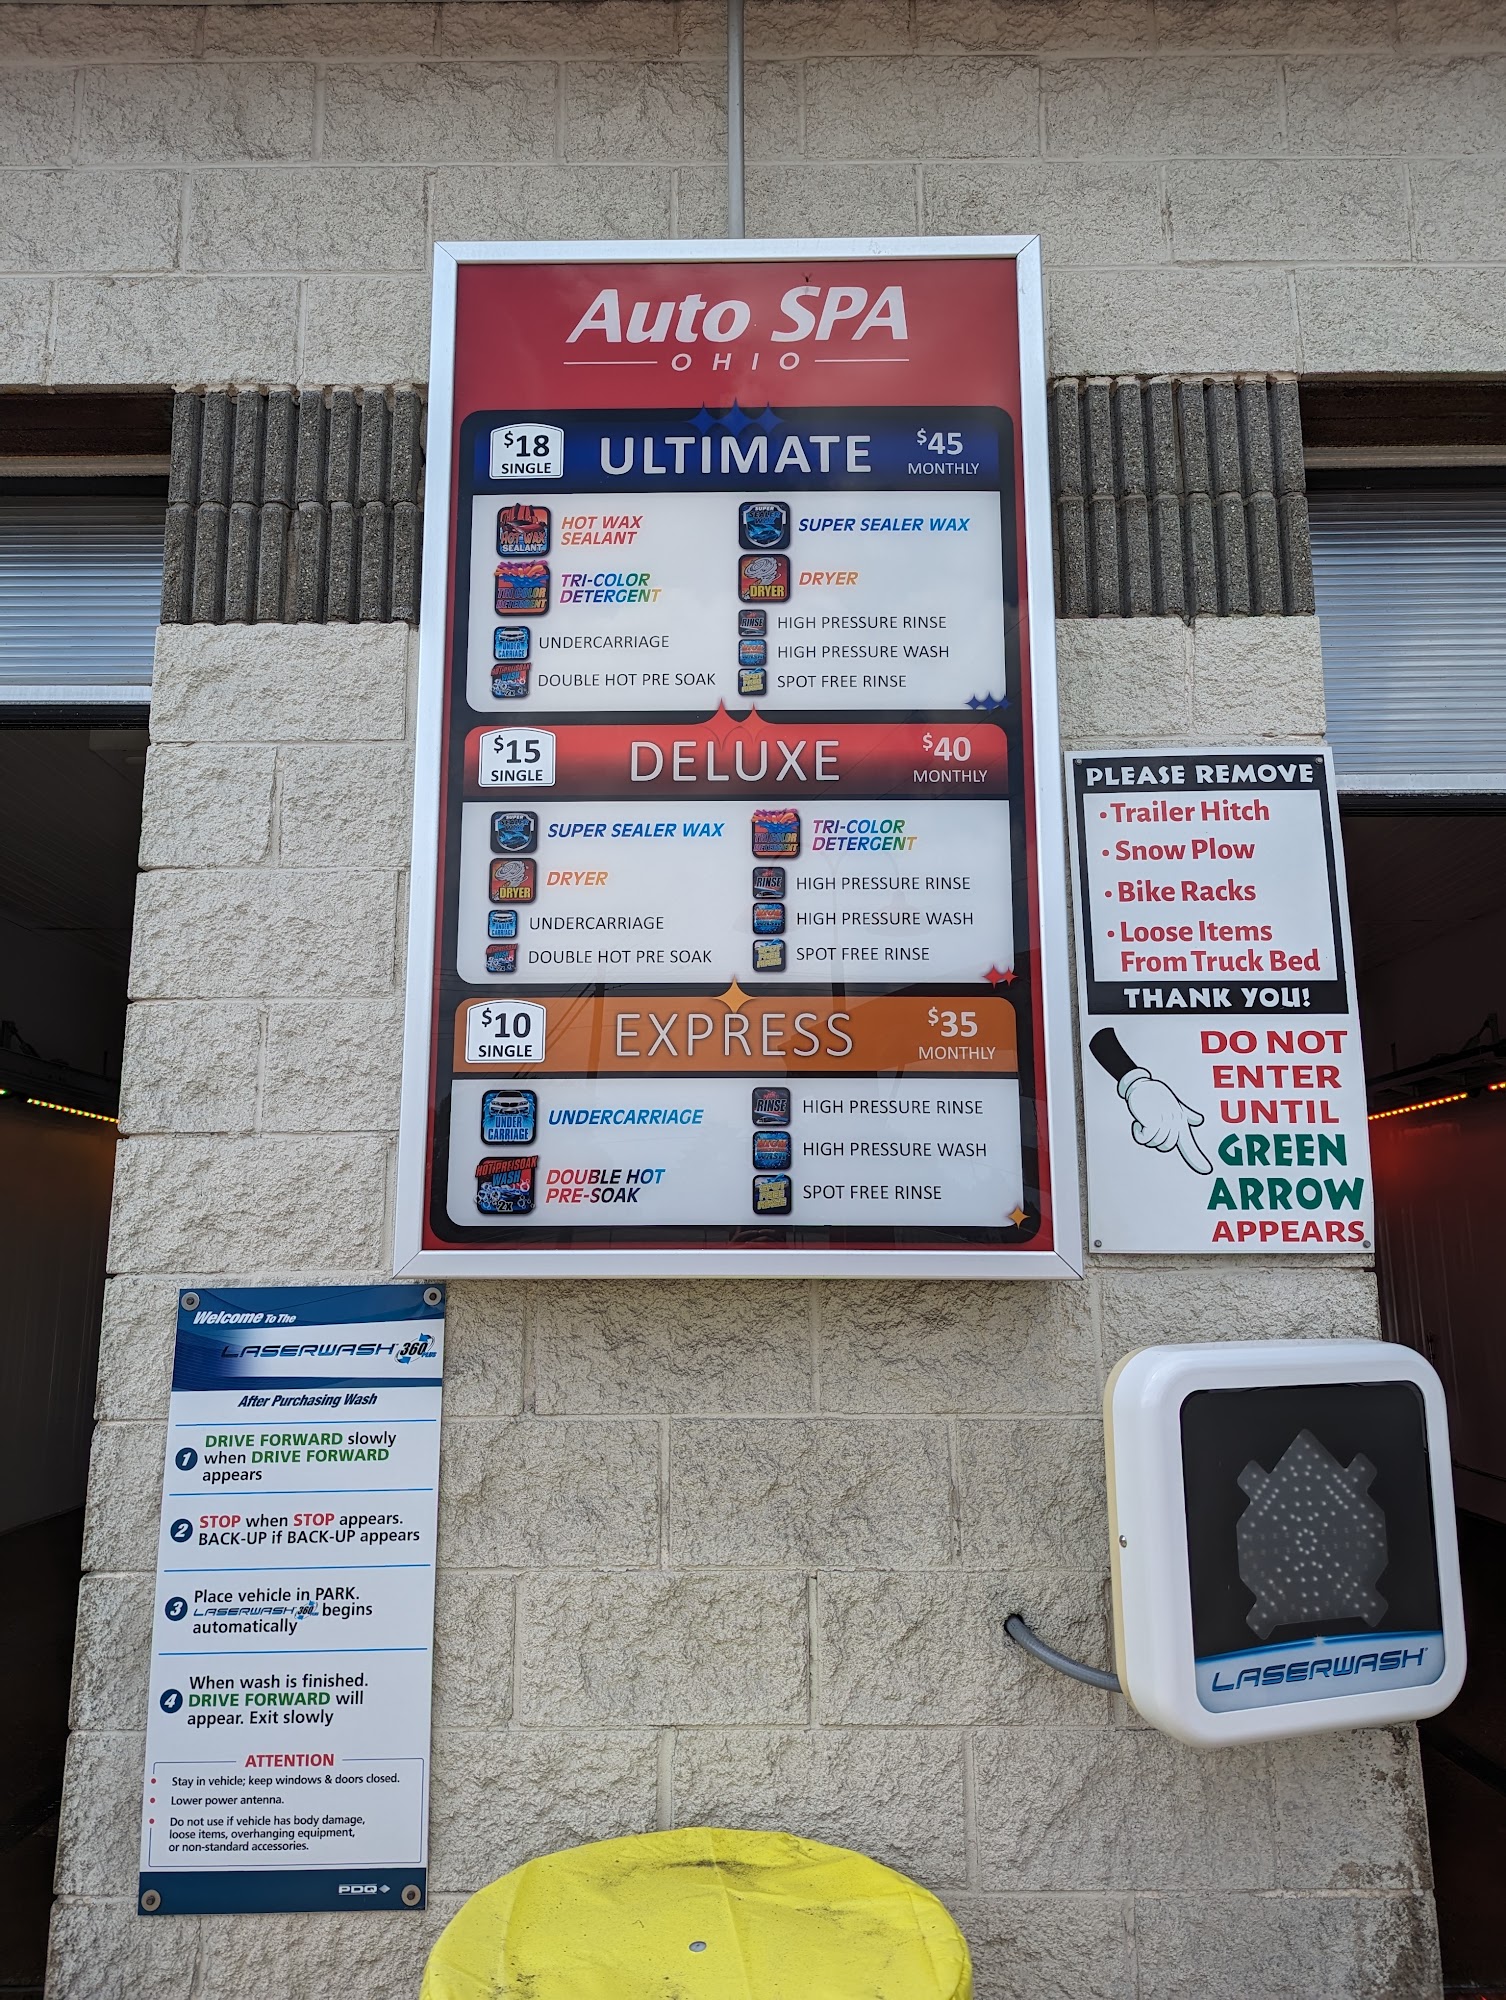 Auto SPA
OHIO
$18
SINGLE
ULTIMATE
$45
MONTHLY
HOT WAX
SEALANT
SUPER SEALER WAX
TRI-COLOR
DETERGENT
DRYER
UNDERCARRIAGE
DOUBLE HOT PRE SOAK
HIGH PRESSURE RINSE
HIGH PRESSURE WASH
SPOT FREE RINSE
$15
SINGLE
DELUXE
$40
MONTHLY
SUPER SEALER WAX
DRYER
UNDERCARRIAGE
DOUBLE HOT PRE SOAK
TRI-COLOR
DETERGENT
HIGH PRESSURE RINSE
HIGH PRESSURE WASH
SPOT FREE RINSE
$10
SINGLE
EXPRESS
$35
MONTHLY
UNDERCARRIAGE
DOUBLE HOT
PRE-SOAK
HIGH PRESSURE RINSE
HIGH PRESSURE WASH
SPOT FREE RINSE
PLEASE REMOVE
• Trailer Hitch
• Snow Plow
• Bike Racks
• Loose Items
From Truck Bed
THANK YOU!
DO NOT
ENTER
UNTIL
GREEN
ARROW
APPEARS
Welcome To The
LASERWASH 360 PLUS
After Purchasing Wash
1 DRIVE FORWARD slowly
when DRIVE FORWARD
appears
2 STOP when STOP appears.
BACK-UP if BACK-UP appears
3 Place vehicle in PARK.
LASERWASH 360 begins
automatically
4 When wash is finished.
DRIVE FORWARD will
appear. Exit slowly
ATTENTION
• Stay in vehicle; keep windows & doors closed.
• Lower power antenna.
• Do not use if vehicle has body damage,
loose items, overhanging equipment,
or non-standard accessories.
PDQ
LASERWASH